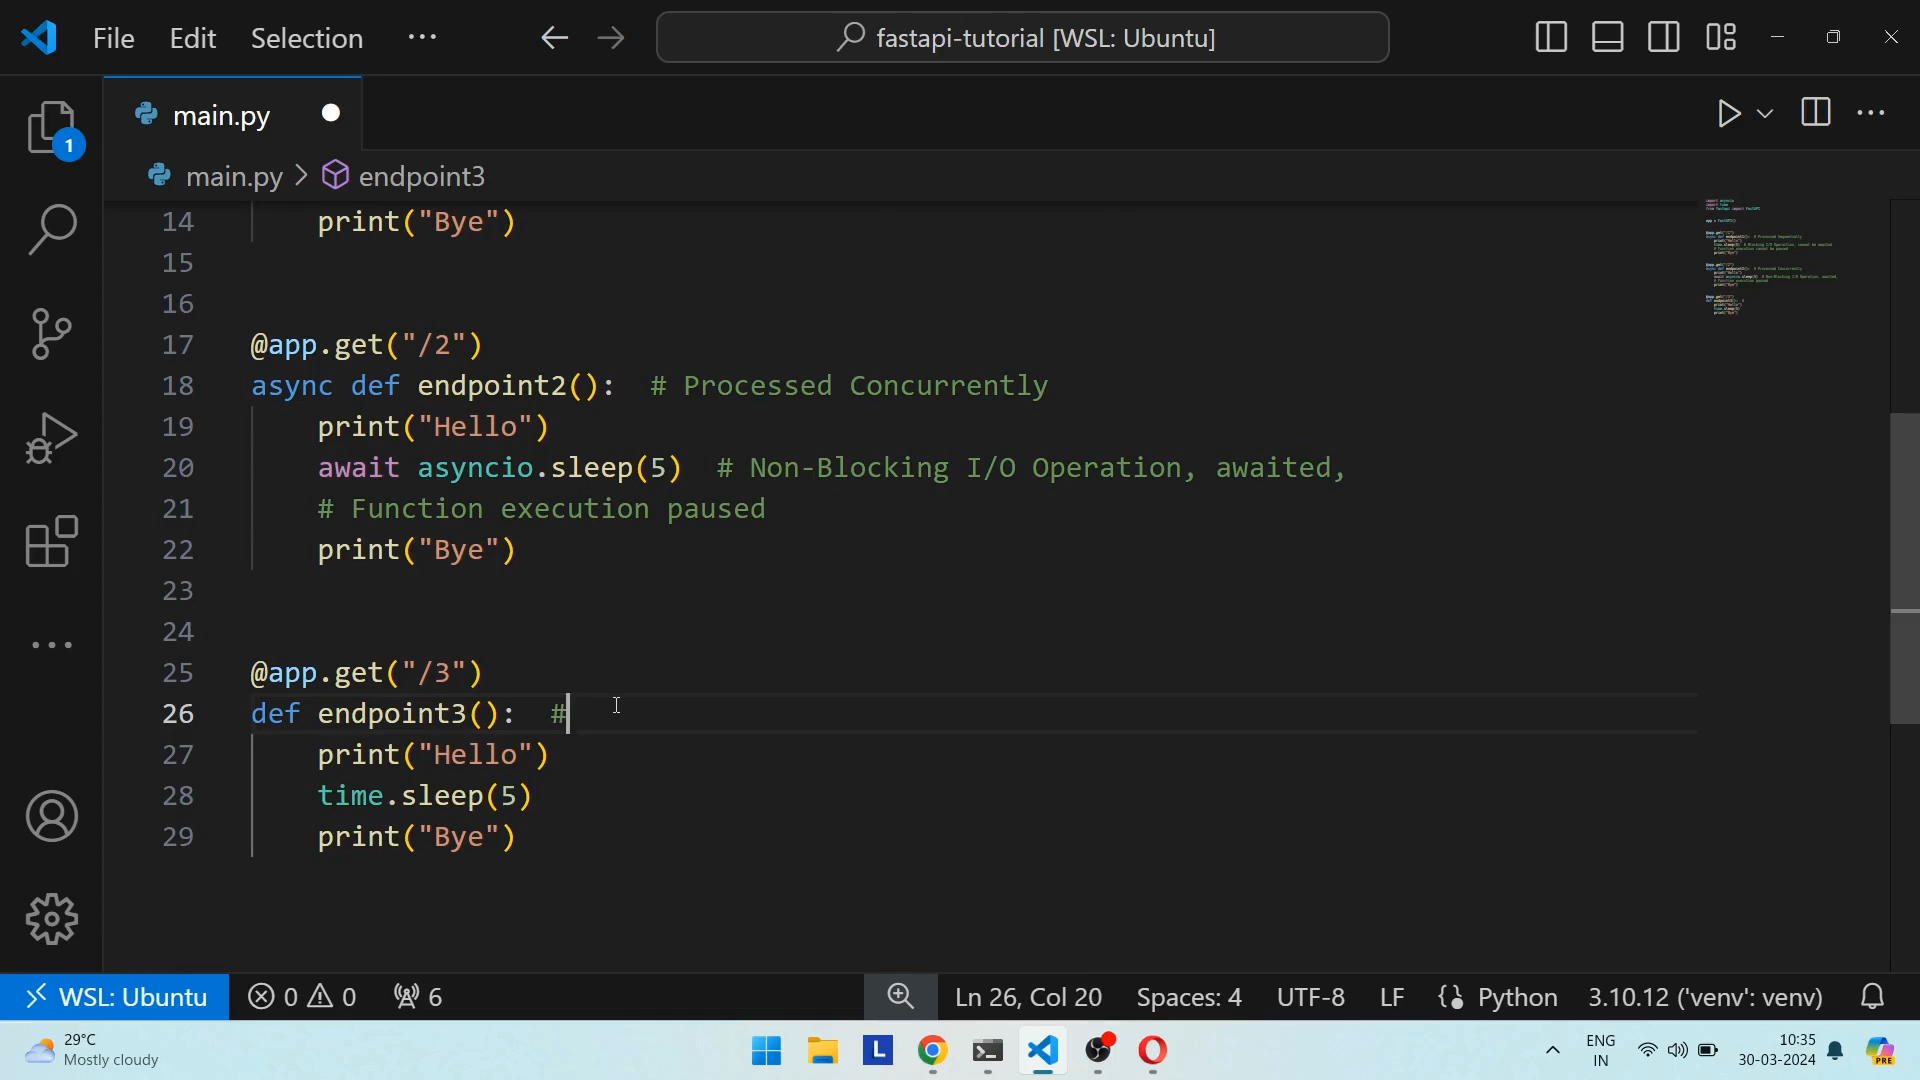 File Edit Selection ··· fastapi-tutorial [WSL: Ubuntu]
main.py
1
main.py > endpoint3
14 print("Bye")
15
16
17 @app.get("/2")
18 async def endpoint2():  # Processed Concurrently
19 print("Hello")
20 await asyncio.sleep(5)  # Non-Blocking I/O Operation, awaited,
21 # Function execution paused
22 print("Bye")
23
24
25 @app.get("/3")
26 def endpoint3():  #
27 print("Hello")
28 time.sleep(5)
29 print("Bye")
WSL: Ubuntu 0 0 6 Ln 26, Col 20 Spaces: 4 UTF-8 LF Python 3.10.12 ('venv': venv)
29°C
Mostly cloudy
L
ENG
IN
10:35
30-03-2024
PRE